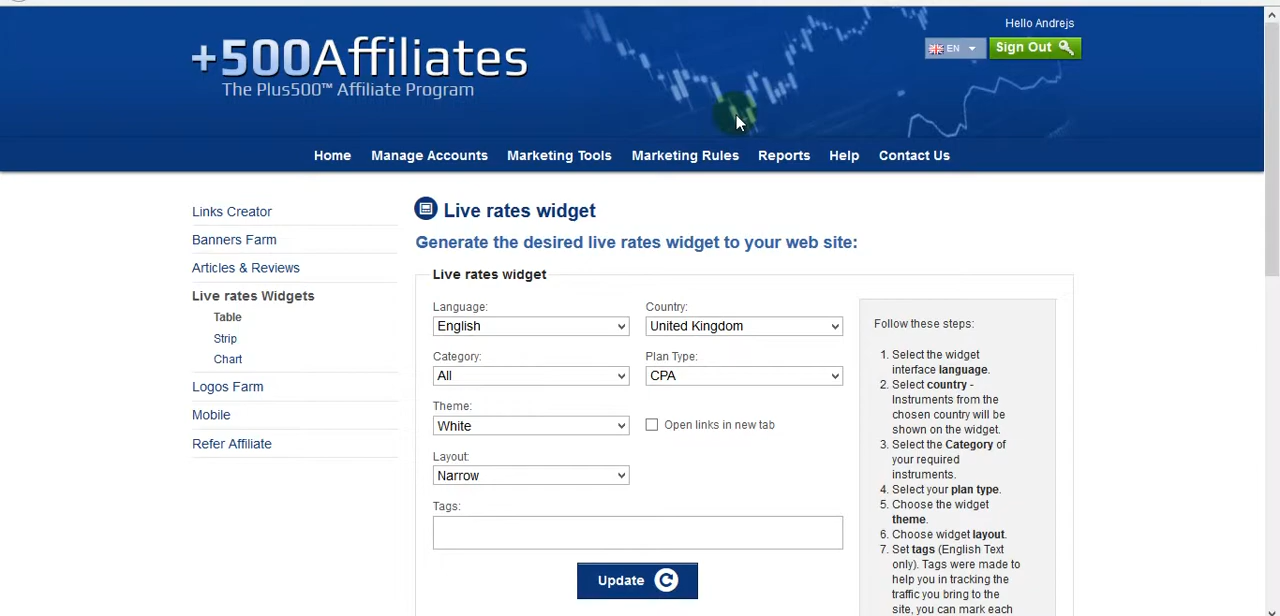 Hello Andrejs
+500Affiliates
EN
Sign Out
The Plus500™ Affiliate Program
Home
Manage Accounts
Marketing Tools
Marketing Rules
Reports
Help
Contact Us
Links Creator
Banners Farm
Articles & Reviews
Live rates Widgets
Table
Strip
Chart
Logos Farm
Mobile
Refer Affiliate
Live rates widget
Generate the desired live rates widget to your web site:
Live rates widget
Language:
Country:
English
United Kingdom
Category:
Plan Type:
All
CPA
Theme:
White
Open links in new tab
Layout:
Narrow
Tags:
Update
Follow these steps:
1. Select the widget
interface language.
2. Select country -
Instruments from the
chosen country will be
shown on the widget.
3. Select the Category of
your required
instruments.
4. Select your plan type.
5. Choose the widget
theme.
6. Choose widget layout.
7. Set tags (English Text
only). Tags were made to
help you in tracking the
traffic you bring to the
site, you can mark each